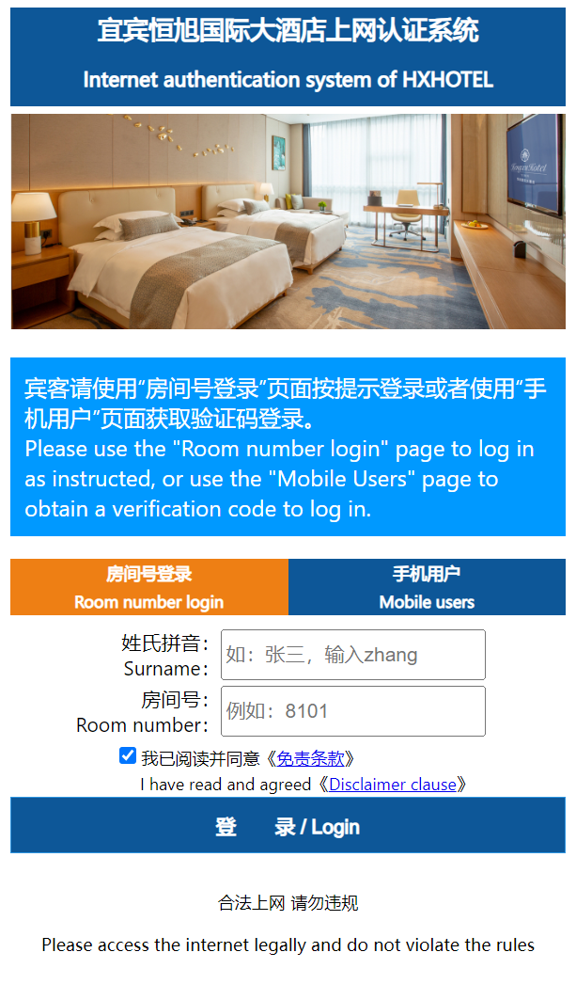 宜宾恒旭国际大酒店上网认证系统
Internet authentication system of HXHOTEL
宾客请使用“房间号登录”页面按提示登录或者使用“手
机用户”页面获取验证码登录。
Please use the "Room number login" page to log in
as instructed, or use the "Mobile Users" page to
obtain a verification code to log in.
房间号登录
Room number login
手机用户
Mobile users
姓氏拼音：
Surname：
如：张三，输入zhang
房间号：
Room number：
例如：8101
我已阅读并同意《免责条款》
I have read and agreed《Disclaimer clause》
登 录 / Login
合法上网 请勿违规
Please access the internet legally and do not violate the rules